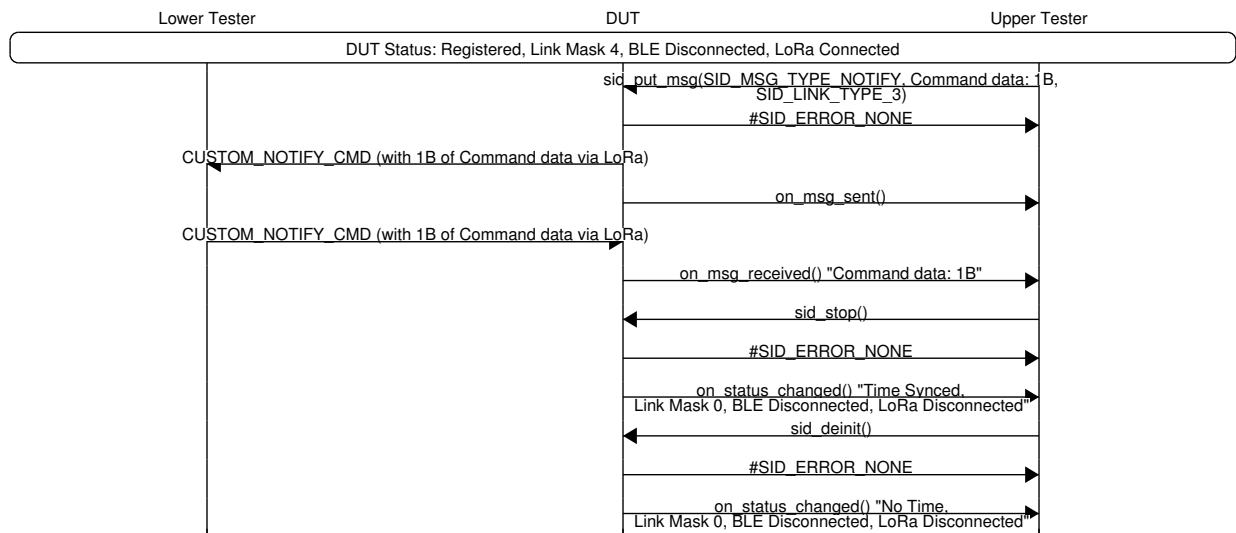 Lower Tester DUT Upper Tester
DUT Status: Registered, Link Mask 4, BLE Disconnected, LoRa Connected
sid_put_msg(SID_MSG_TYPE_NOTIFY, Command data: 1B,
SID_LINK_TYPE_3)
#SID_ERROR_NONE
CUSTOM_NOTIFY_CMD (with 1B of Command data via LoRa)
on_msg_sent()
CUSTOM_NOTIFY_CMD (with 1B of Command data via LoRa)
on_msg_received() "Command data: 1B"
sid_stop()
#SID_ERROR_NONE
on_status_changed() "Time Synced,
Link Mask 0, BLE Disconnected, LoRa Disconnected"
sid_deinit()
#SID_ERROR_NONE
on_status_changed() "No Time,
Link Mask 0, BLE Disconnected, LoRa Disconnected"